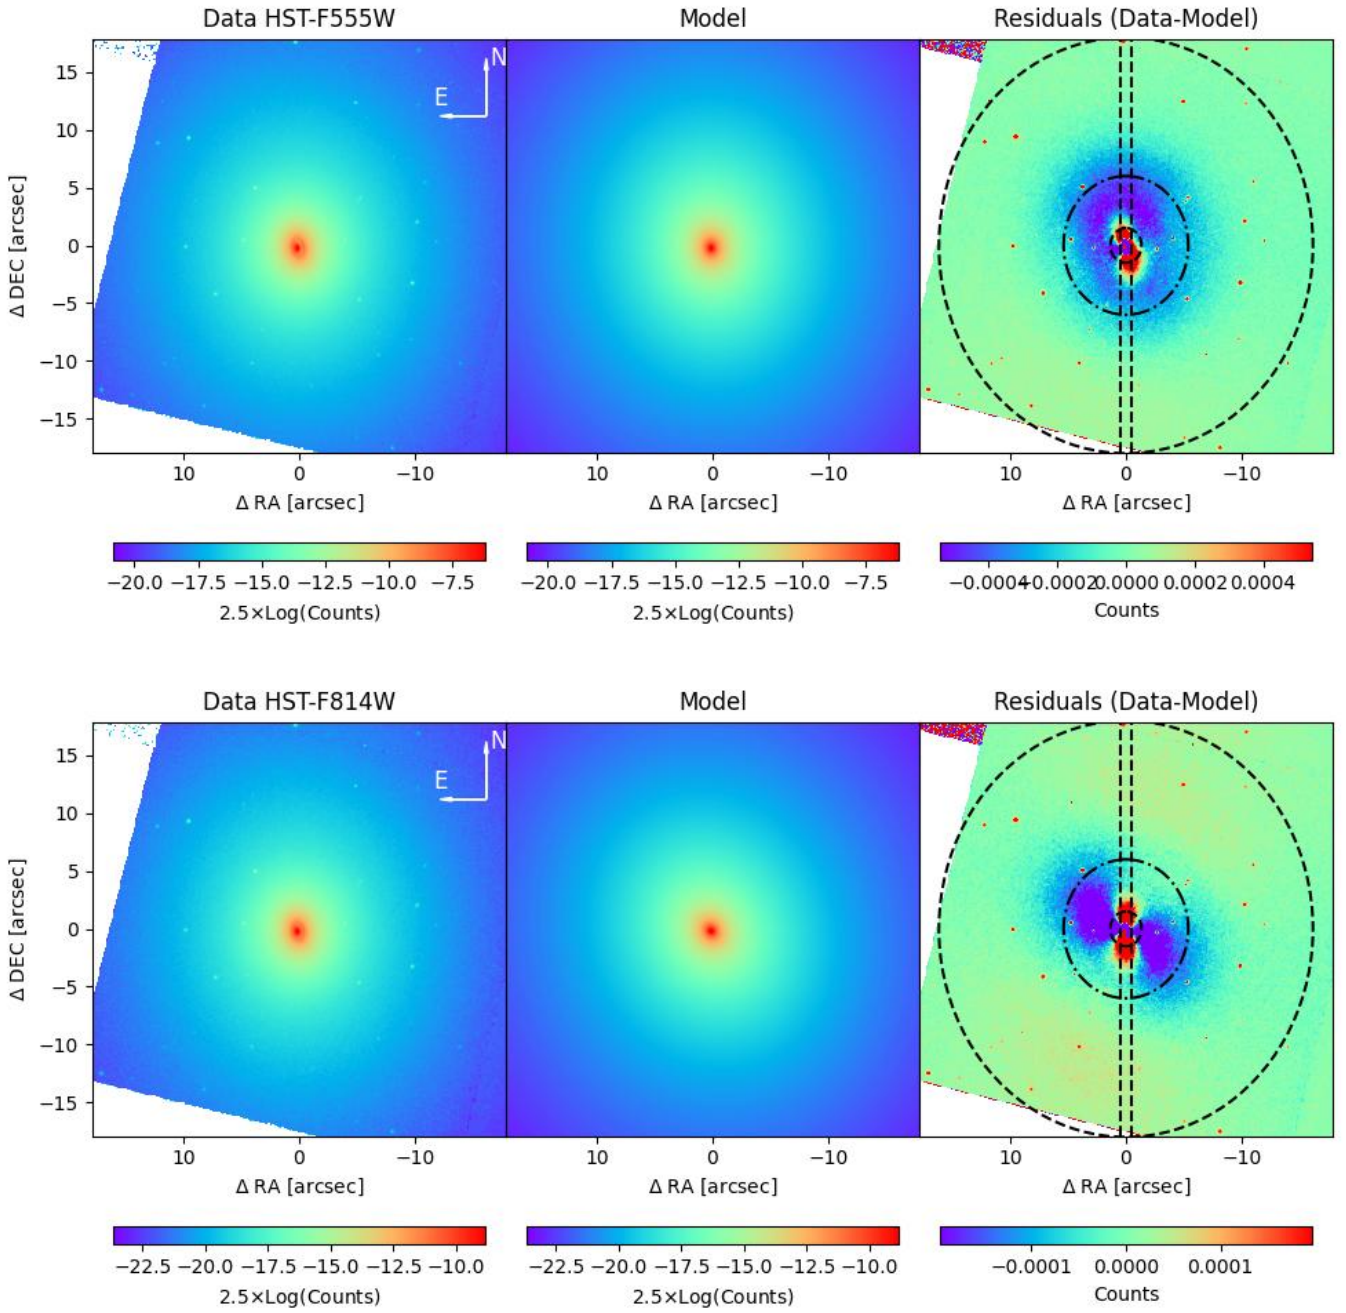 Data HST-F555W Model Residuals (Data-Model)
N
E
15
10
5
0
−5
−10
−15
Δ DEC [arcsec]
10 0 −10 10 0 −10 10 0 −10
Δ RA [arcsec] Δ RA [arcsec] Δ RA [arcsec]
−20.0 −17.5 −15.0 −12.5 −10.0 −7.5 −20.0 −17.5 −15.0 −12.5 −10.0 −7.5 −0.0004 −0.0002 0.0000 0.0002 0.0004
2.5×Log(Counts) 2.5×Log(Counts) Counts
Data HST-F814W Model Residuals (Data-Model)
N
E
15
10
5
0
−5
−10
−15
Δ DEC [arcsec]
10 0 −10 10 0 −10 10 0 −10
Δ RA [arcsec] Δ RA [arcsec] Δ RA [arcsec]
−22.5 −20.0 −17.5 −15.0 −12.5 −10.0 −22.5 −20.0 −17.5 −15.0 −12.5 −10.0 −0.0001 0.0000 0.0001
2.5×Log(Counts) 2.5×Log(Counts) Counts